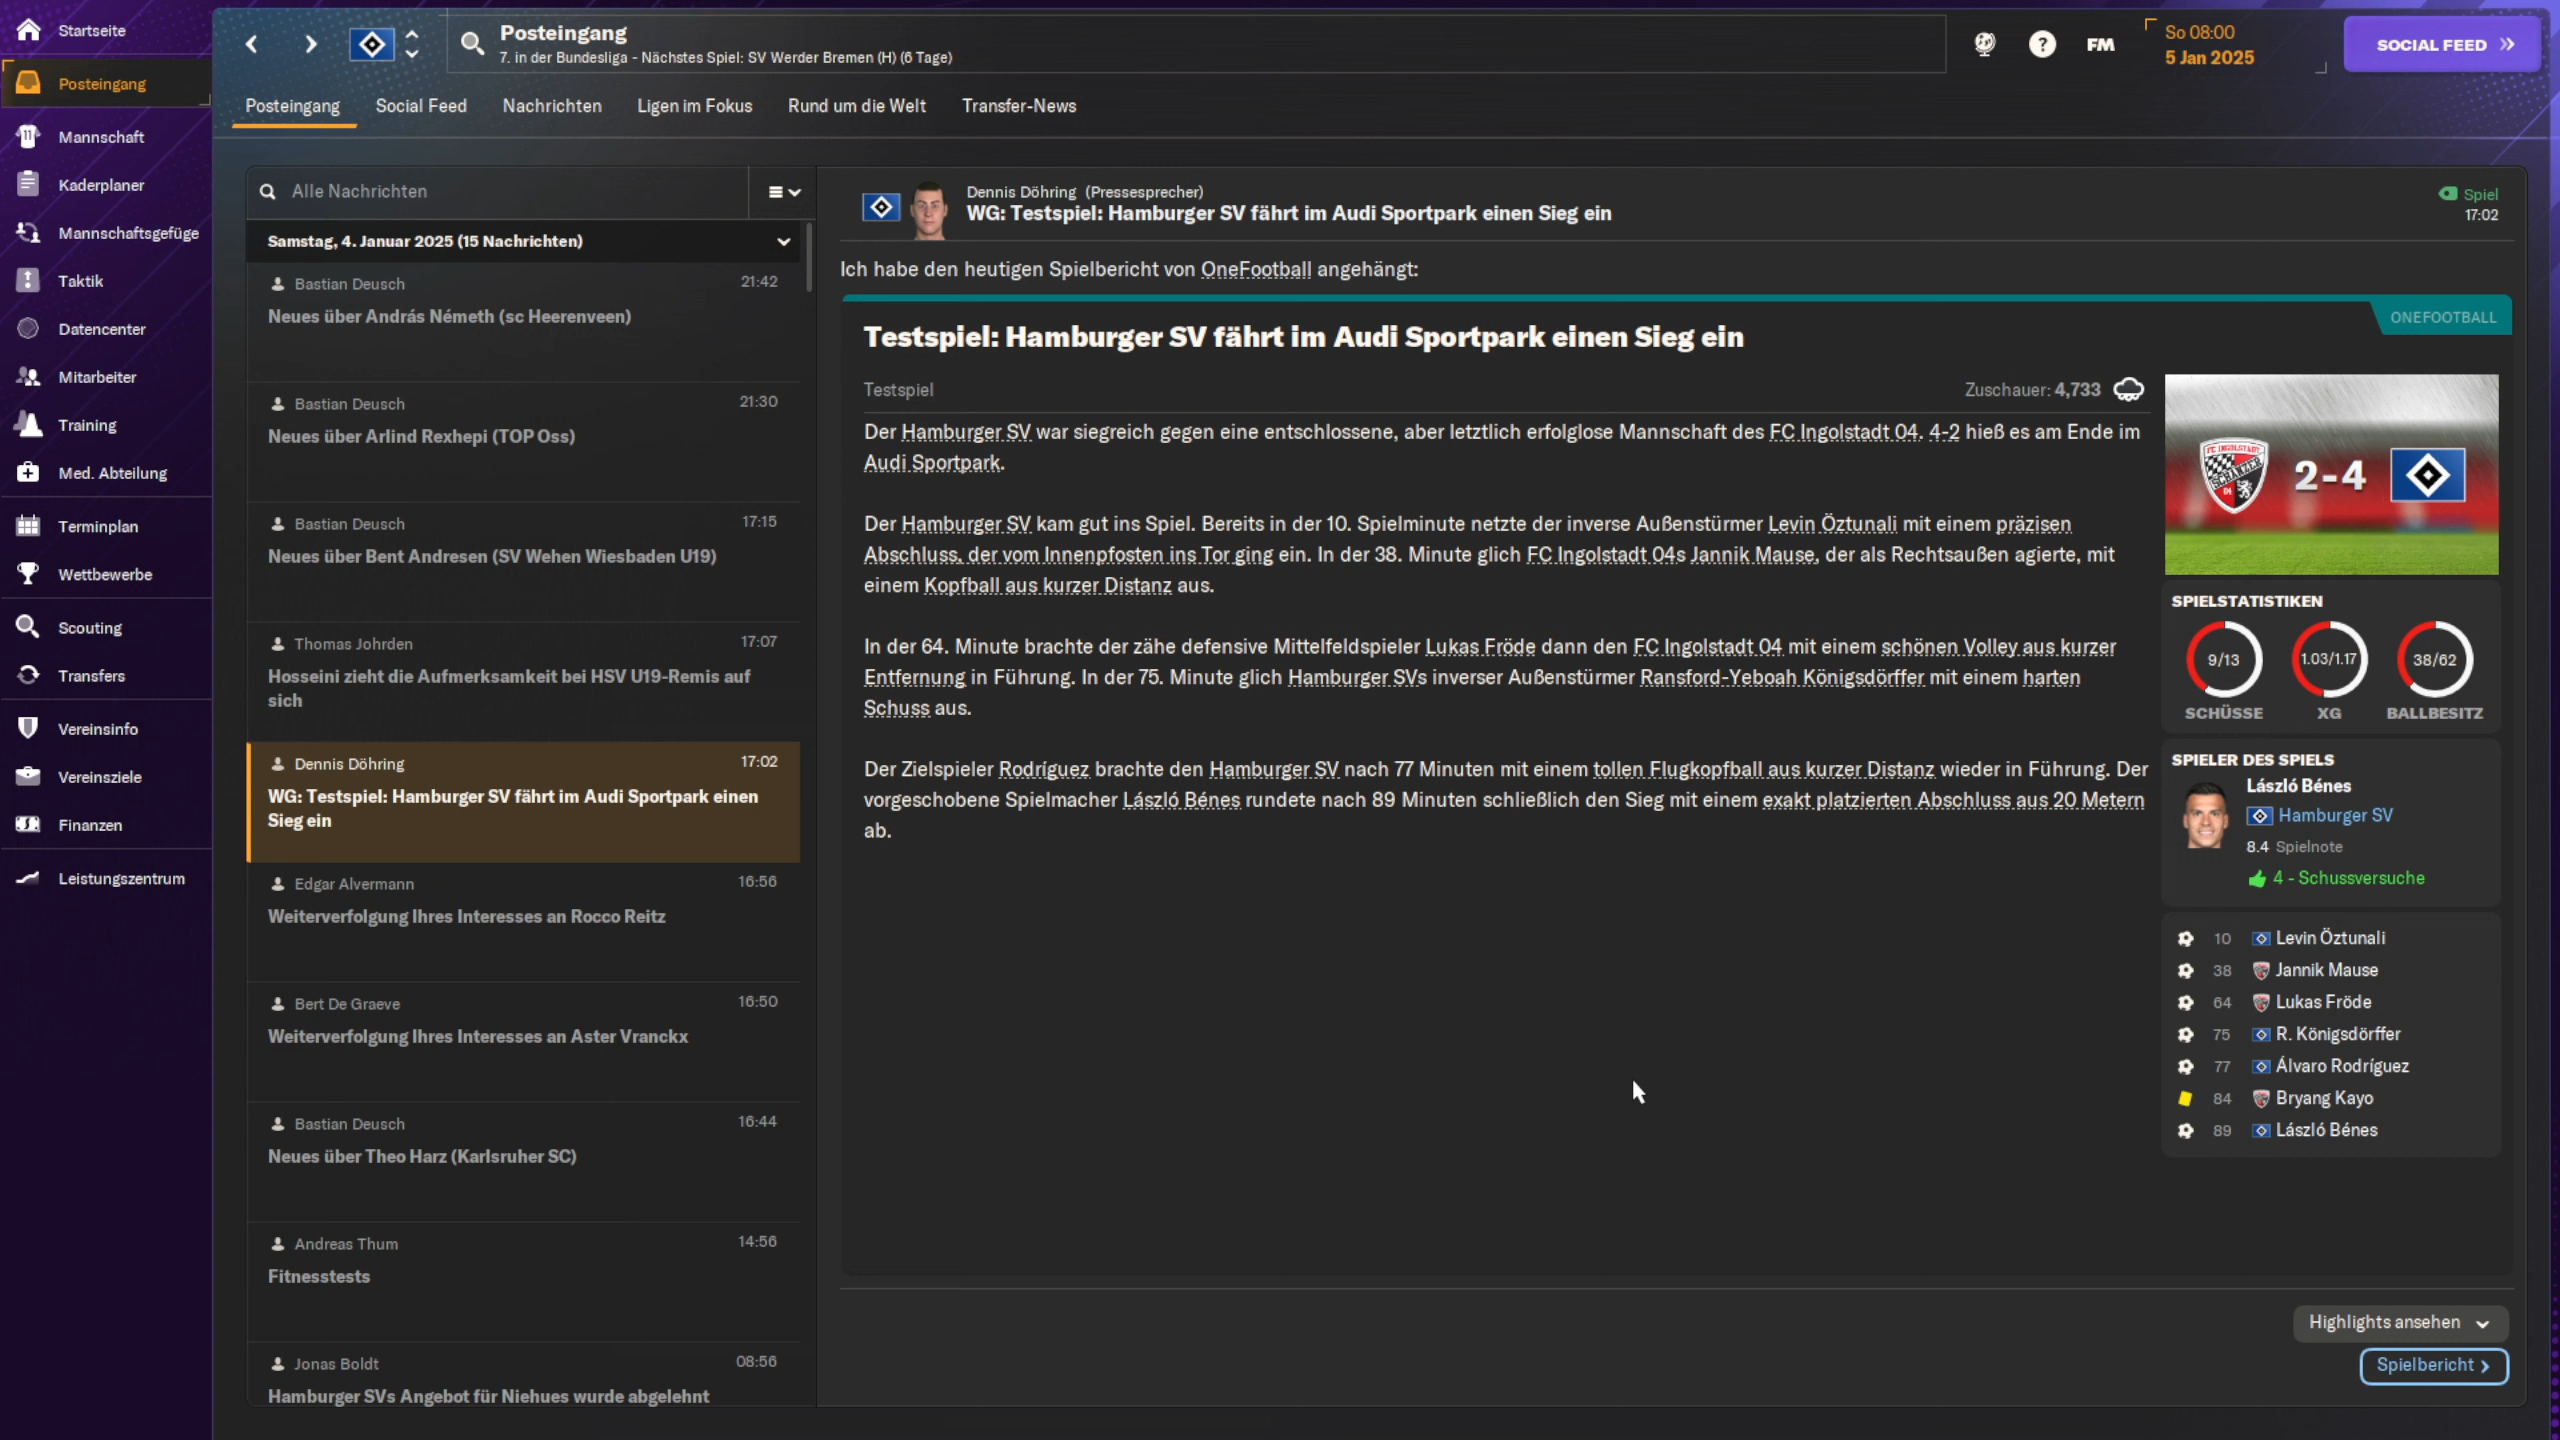 Startseite
Posteingang
Mannschaft
Kaderplaner
Mannschaftsgefüge
Taktik
Datencenter
Mitarbeiter
Training
Med. Abteilung
Terminplan
Wettbewerbe
Scouting
Transfers
Vereinsinfo
Vereinsziele
Finanzen
Leistungszentrum
Posteingang
7. in der Bundesliga - Nächstes Spiel: SV Werder Bremen (H) (6 Tage)
FM
So 08:00
5 Jan 2025
SOCIAL FEED
Posteingang Social Feed Nachrichten Ligen im Fokus Rund um die Welt Transfer-News
Alle Nachrichten
Samstag, 4. Januar 2025 (15 Nachrichten)
Bastian Deusch 21:42
Neues über András Németh (sc Heerenveen)
Bastian Deusch 21:30
Neues über Arlind Rexhepi (TOP Oss)
Bastian Deusch 17:15
Neues über Bent Andresen (SV Wehen Wiesbaden U19)
Thomas Johrden 17:07
Hosseini zieht die Aufmerksamkeit bei HSV U19-Remis auf
sich
Dennis Döhring 17:02
WG: Testspiel: Hamburger SV fährt im Audi Sportpark einen
Sieg ein
Edgar Alvermann 16:56
Weiterverfolgung Ihres Interesses an Rocco Reitz
Bert De Graeve 16:50
Weiterverfolgung Ihres Interesses an Aster Vranckx
Bastian Deusch 16:44
Neues über Theo Harz (Karlsruher SC)
Andreas Thum 14:56
Fitnesstests
Jonas Boldt 08:56
Hamburger SVs Angebot für Niehues wurde abgelehnt
Dennis Döhring (Pressesprecher)
WG: Testspiel: Hamburger SV fährt im Audi Sportpark einen Sieg ein
Spiel
17:02
Ich habe den heutigen Spielbericht von OneFootball angehängt:
ONEFOOTBALL
Testspiel: Hamburger SV fährt im Audi Sportpark einen Sieg ein
Testspiel Zuschauer: 4,733
Der Hamburger SV war siegreich gegen eine entschlossene, aber letztlich erfolglose Mannschaft des FC Ingolstadt 04. 4-2 hieß es am Ende im
Audi Sportpark.
Der Hamburger SV kam gut ins Spiel. Bereits in der 10. Spielminute netzte der inverse Außenstürmer Levin Öztunali mit einem präzisen
Abschluss, der vom Innenpfosten ins Tor ging ein. In der 38. Minute glich FC Ingolstadt 04s Jannik Mause, der als Rechtsaußen agierte, mit
einem Kopfball aus kurzer Distanz aus.
In der 64. Minute brachte der zähe defensive Mittelfeldspieler Lukas Fröde dann den FC Ingolstadt 04 mit einem schönen Volley aus kurzer
Entfernung in Führung. In der 75. Minute glich Hamburger SVs inverser Außenstürmer Ransford-Yeboah Königsdörffer mit einem harten
Schuss aus.
Der Zielspieler Rodríguez brachte den Hamburger SV nach 77 Minuten mit einem tollen Flugkopfball aus kurzer Distanz wieder in Führung. Der
vorgeschobene Spielmacher László Bénes rundete nach 89 Minuten schließlich den Sieg mit einem exakt platzierten Abschluss aus 20 Metern
ab.
2-4
SPIELSTATISTIKEN
9/13 1.03/1.17 38/62
SCHÜSSE XG BALLBESITZ
SPIELER DES SPIELS
László Bénes
Hamburger SV
8.4 Spielnote
4 - Schussversuche
10 Levin Öztunali
38 Jannik Mause
64 Lukas Fröde
75 R. Königsdörffer
77 Álvaro Rodríguez
84 Bryang Kayo
89 László Bénes
Highlights ansehen
Spielbericht